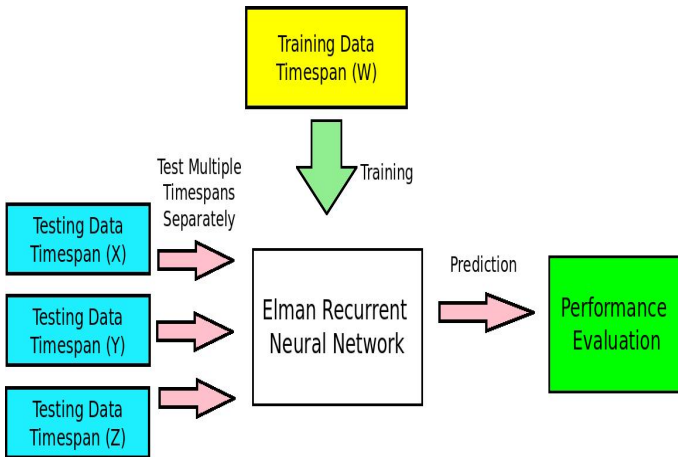 Training Data
Timespan (W)
Training
Test Multiple
Timespans
Separately
Testing Data
Timespan (X)
Testing Data
Timespan (Y)
Testing Data
Timespan (Z)
Elman Recurrent
Neural Network
Prediction
Performance
Evaluation